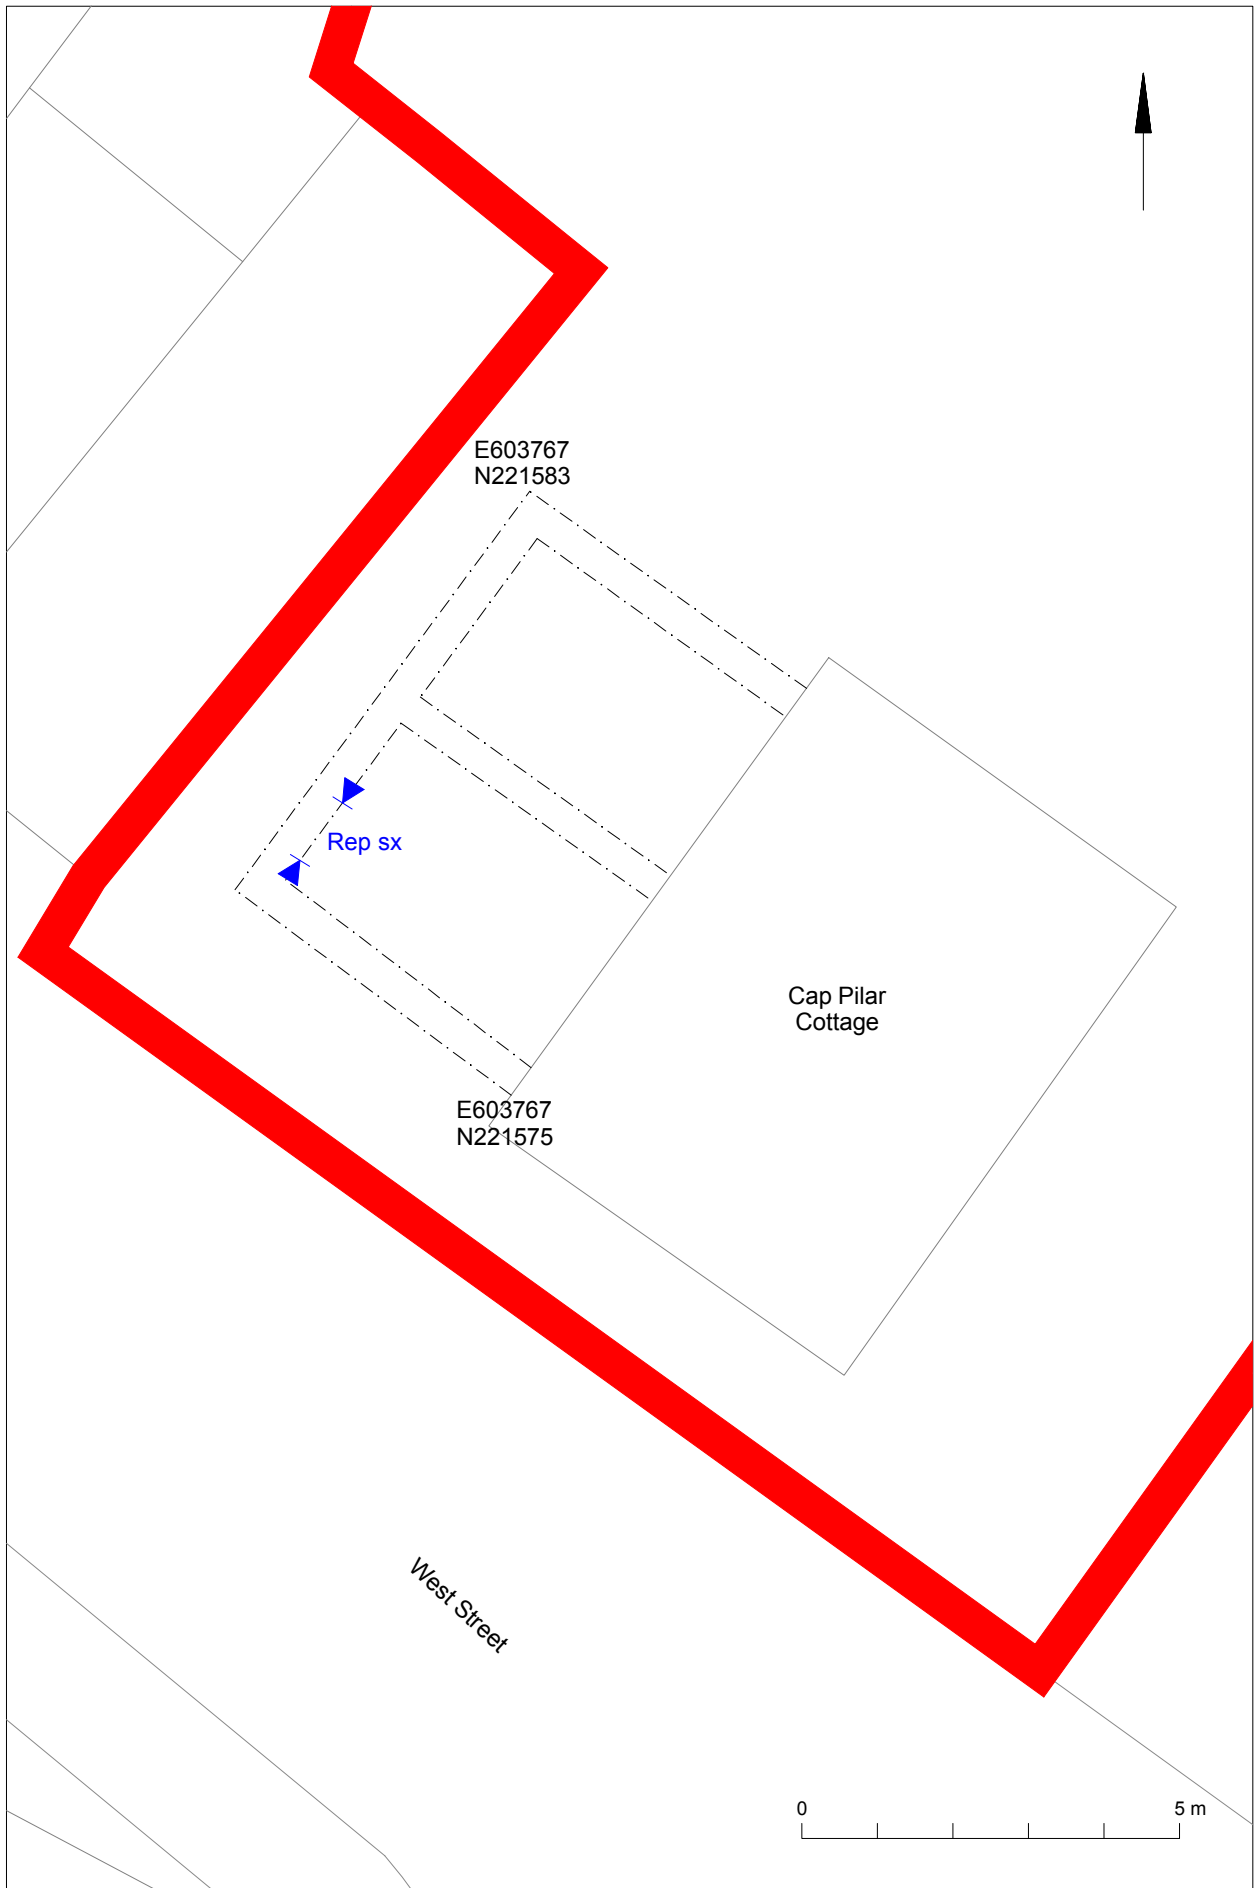 E603767
N221583
Rep sx
Cap Pilar
Cottage
E603767
N221575
West Street
0
5 m